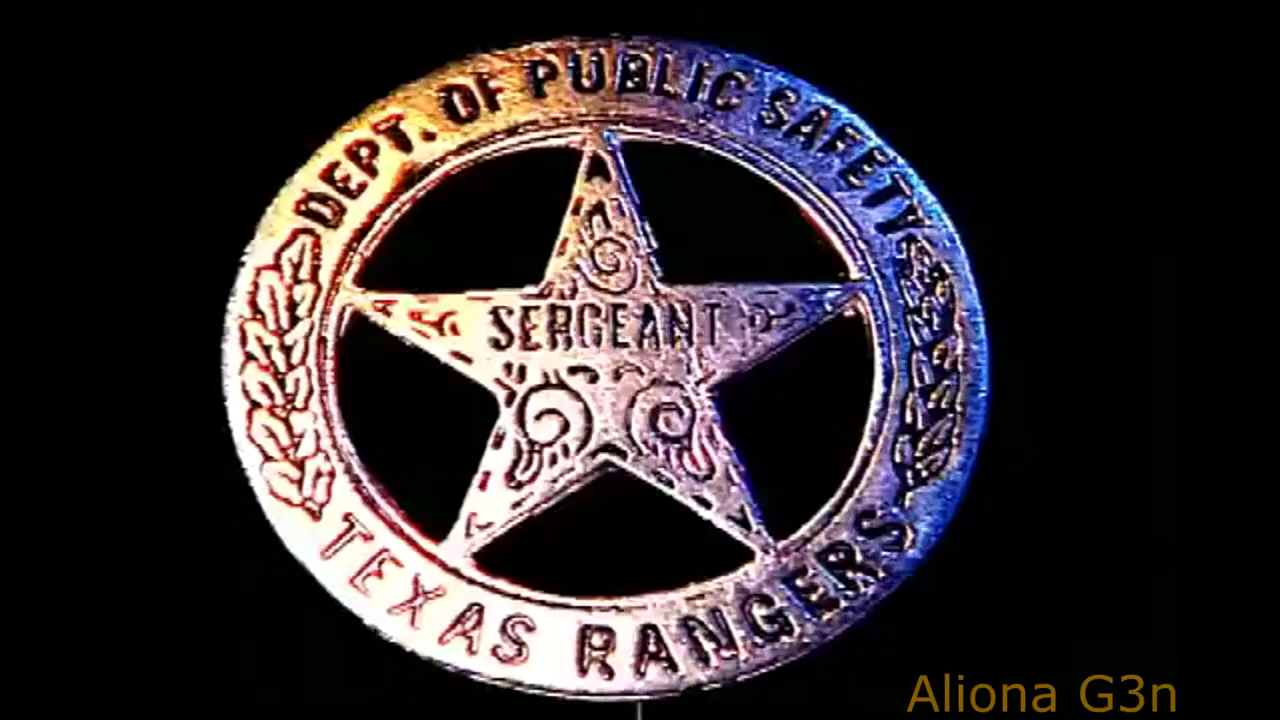 DEPT. OF PUBLIC SAFETY
SERGEANT
TEXAS RANGERS
Aliona G3n